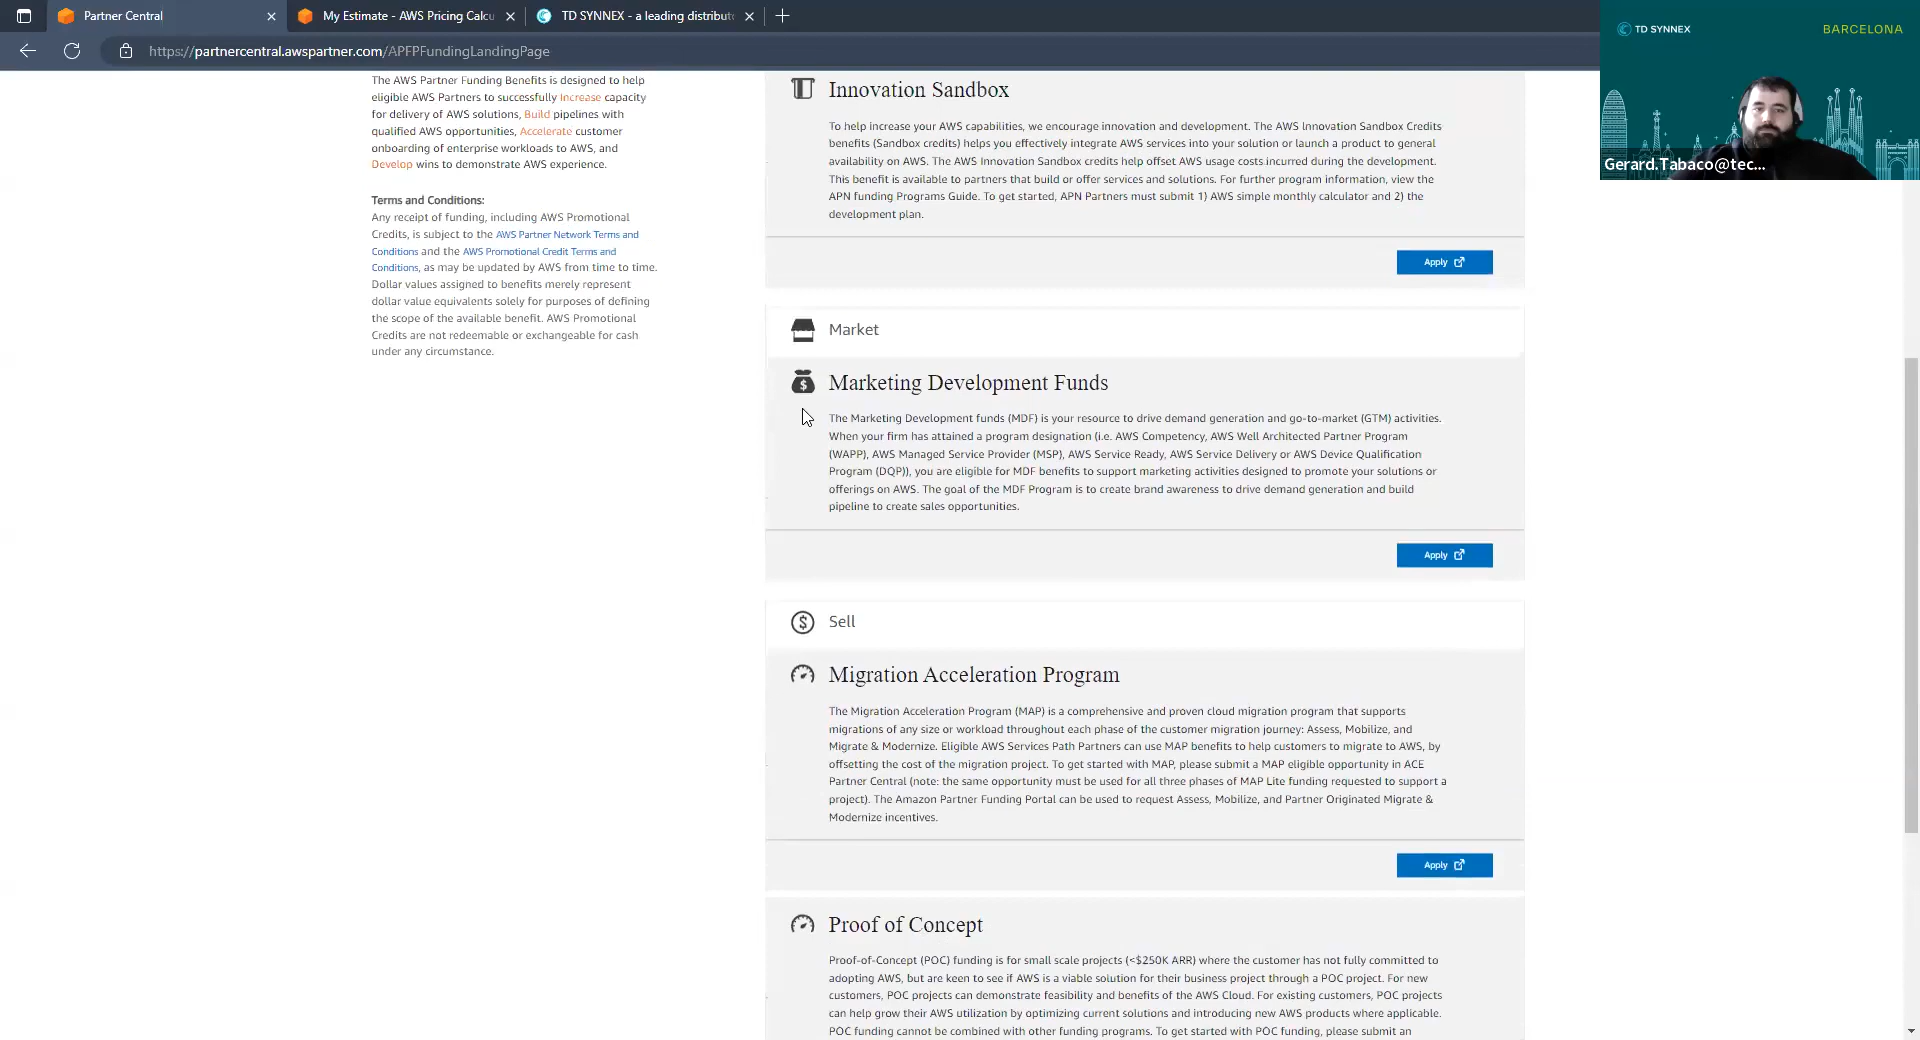 Partner Central
My Estimate - AWS Pricing Calcu
TD SYNNEX - a leading distribut
https://partnercentral.awspartner.com/APFPFundingLandingPage
TD SYNNEX
BARCELONA
Gerard.Tabaco@tec...
The AWS Partner Funding Benefits is designed to help
eligible AWS Partners to successfully Increase capacity
for delivery of AWS solutions, Build pipelines with
qualified AWS opportunities, Accelerate customer
onboarding of enterprise workloads to AWS, and
Develop wins to demonstrate AWS experience.
Terms and Conditions:
Any receipt of funding, including AWS Promotional
Credits, is subject to the AWS Partner Network Terms and
Conditions and the AWS Promotional Credit Terms and
Conditions, as may be updated by AWS from time to time.
Dollar values assigned to benefits merely represent
dollar value equivalents solely for purposes of defining
the scope of the available benefit. AWS Promotional
Credits are not redeemable or exchangeable for cash
under any circumstance.
Innovation Sandbox
To help increase your AWS capabilities, we encourage innovation and development. The AWS Innovation Sandbox Credits
benefits (Sandbox credits) helps you effectively integrate AWS services into your solution or launch a product to general
availability on AWS. The AWS Innovation Sandbox credits help offset AWS usage costs incurred during the development.
This benefit is available to partners that build or offer services and solutions. For further program information, view the
APN funding Programs Guide. To get started, APN Partners must submit 1) AWS simple monthly calculator and 2) the
development plan.
Apply
Market
Marketing Development Funds
The Marketing Development funds (MDF) is your resource to drive demand generation and go-to-market (GTM) activities.
When your firm has attained a program designation (i.e. AWS Competency, AWS Well Architected Partner Program
(WAPP), AWS Managed Service Provider (MSP), AWS Service Ready, AWS Service Delivery or AWS Device Qualification
Program (DQP)), you are eligible for MDF benefits to support marketing activities designed to promote your solutions or
offerings on AWS. The goal of the MDF Program is to create brand awareness to drive demand generation and build
pipeline to create sales opportunities.
Apply
Sell
Migration Acceleration Program
The Migration Acceleration Program (MAP) is a comprehensive and proven cloud migration program that supports
migrations of any size or workload throughout each phase of the customer migration journey: Assess, Mobilize, and
Migrate & Modernize. Eligible AWS Services Path Partners can use MAP benefits to help customers to migrate to AWS, by
offsetting the cost of the migration project. To get started with MAP, please submit a MAP eligible opportunity in ACE
Partner Central (note: the same opportunity must be used for all three phases of MAP Lite funding requested to support a
project). The Amazon Partner Funding Portal can be used to request Assess, Mobilize, and Partner Originated Migrate &
Modernize incentives.
Apply
Proof of Concept
Proof-of-Concept (POC) funding is for small scale projects (<$250K ARR) where the customer has not fully committed to
adopting AWS, but are keen to see if AWS is a viable solution for their business project through a POC project. For new
customers, POC projects can demonstrate feasibility and benefits of the AWS Cloud. For existing customers, POC projects
can help grow their AWS utilization by optimizing current solutions and introducing new AWS products where applicable.
POC funding cannot be combined with other funding programs. To get started with POC funding, please submit an